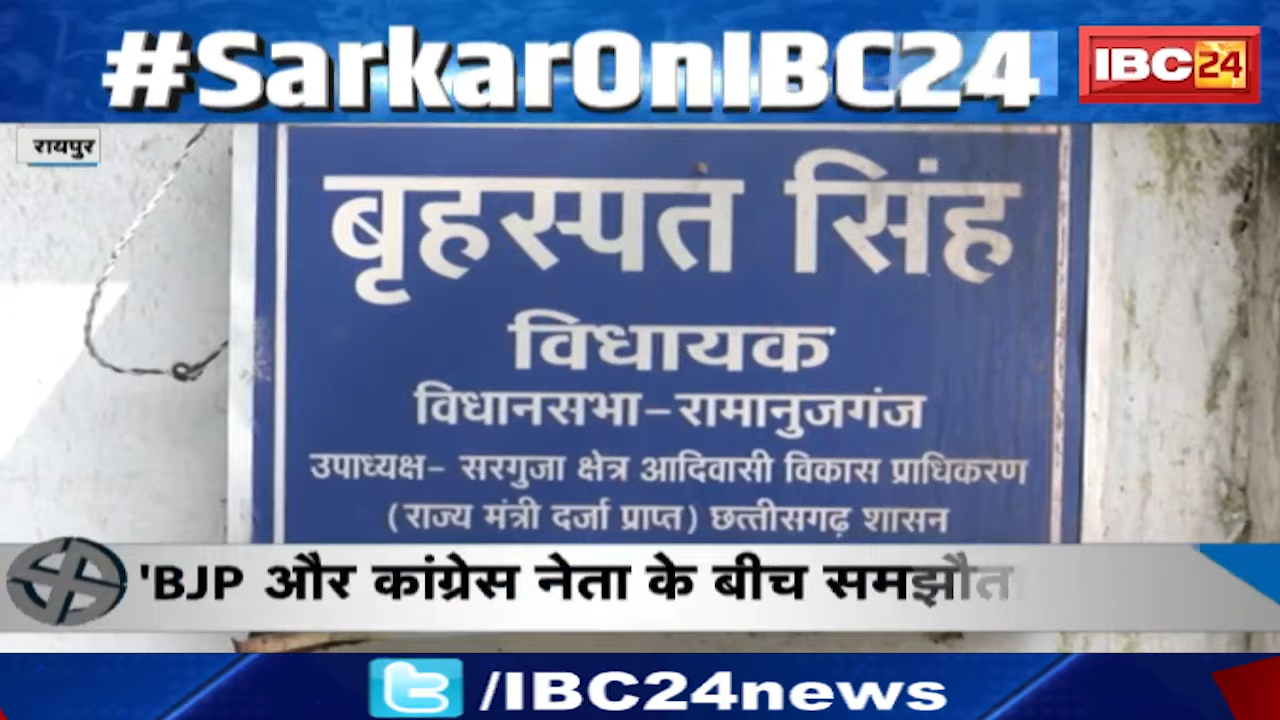 #SarkarOnIBC24
IBC24
रायपुर
बृहस्पत सिंह
विधायक
विधानसभा-रामानुजगंज
उपाध्यक्ष- सरगुजा क्षेत्र आदिवासी विकास प्राधिकरण
(राज्य मंत्री दर्जा प्राप्त) छत्तीसगढ़ शासन
'BJP और कांग्रेस नेता के बीच समझौत
/IBC24news